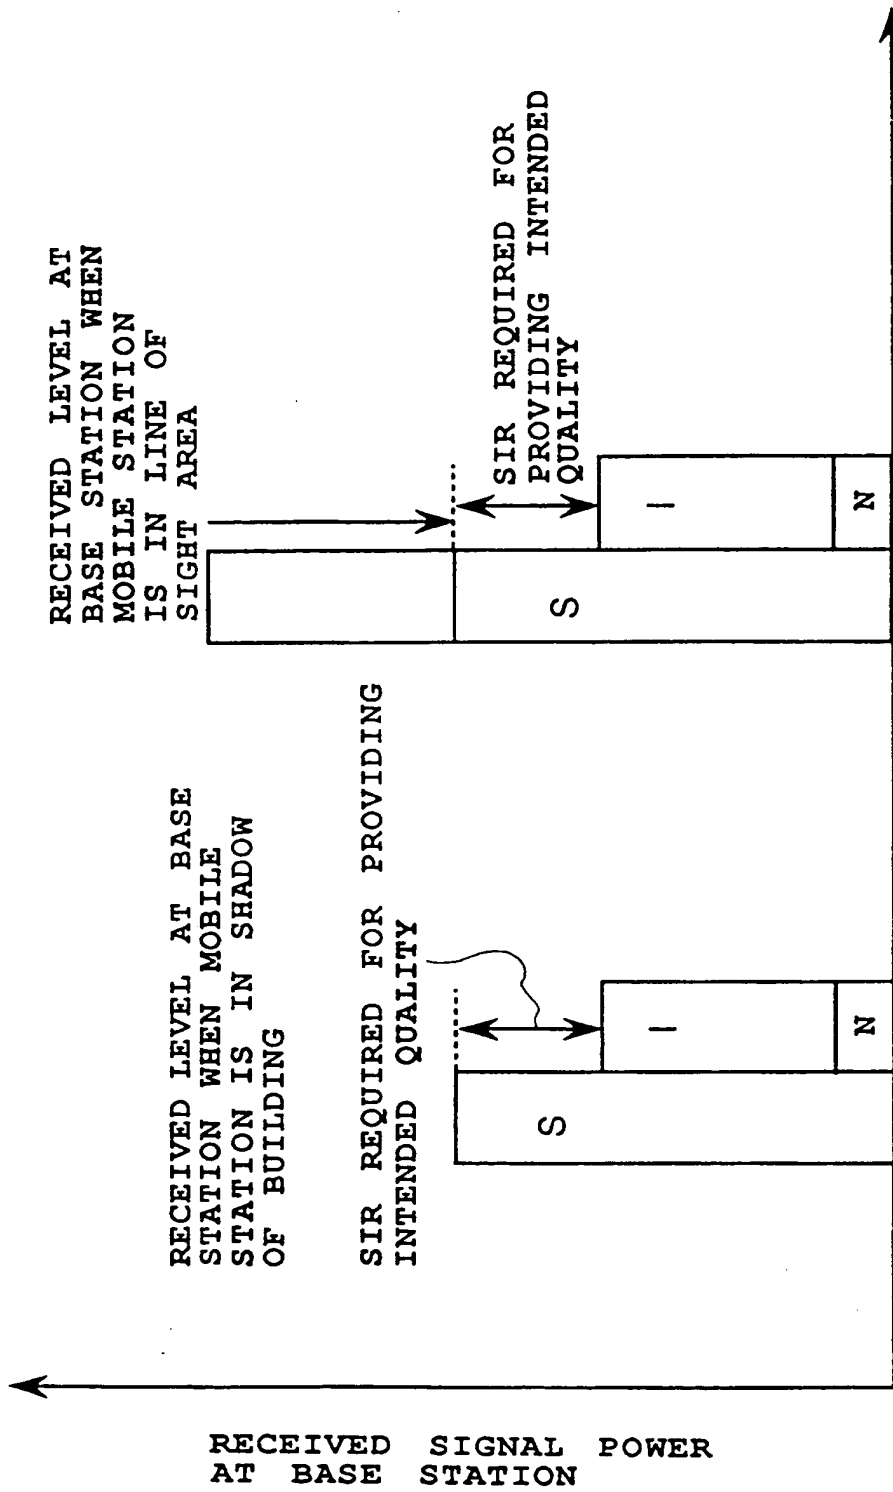 RECEIVED SIGNAL POWER
AT BASE STATION
RECEIVED LEVEL AT BASE
STATION WHEN MOBILE
STATION IS IN SHADOW
OF BUILDING
SIR REQUIRED FOR PROVIDING
INTENDED QUALITY
S
I
N
RECEIVED LEVEL AT
BASE STATION WHEN
MOBILE STATION
IS IN LINE OF
SIGHT AREA
SIR REQUIRED FOR
PROVIDING INTENDED
QUALITY
S
I
N